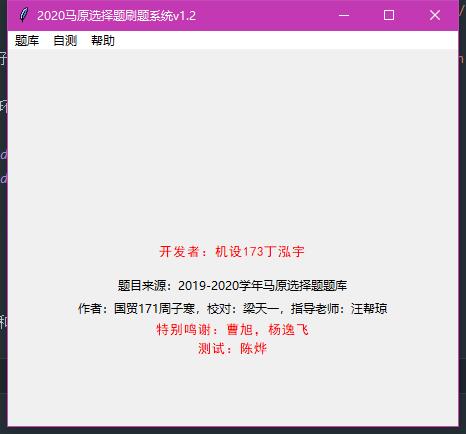 2020马原选择题刷题系统v1.2
题库 自测 帮助
开发者：机设173丁泓宇
题目来源：2019-2020学年马原选择题题库
作者：国贸171周子寒，校对：梁天一，指导老师：汪帮琼
特别鸣谢：曹旭，杨逸飞
测试：陈烨